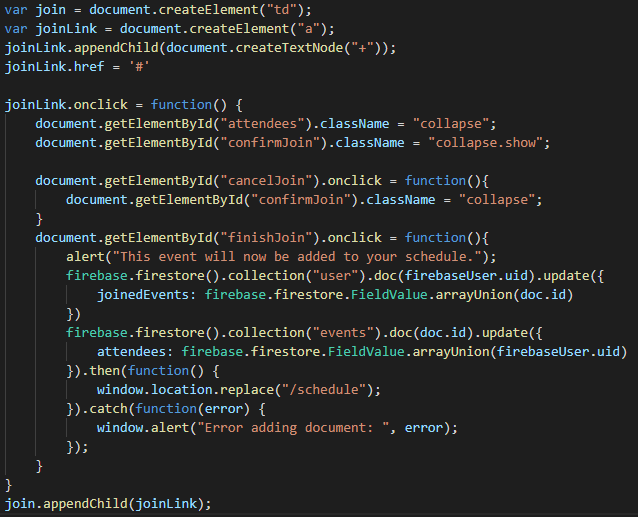 var join = document.createElement("td");
var joinLink = document.createElement("a");
joinLink.appendChild(document.createTextNode("+"));
joinLink.href = '#'

joinLink.onclick = function() {
    document.getElementById("attendees").className = "collapse";
    document.getElementById("confirmJoin").className = "collapse.show";

    document.getElementById("cancelJoin").onclick = function(){
        document.getElementById("confirmJoin").className = "collapse";
    }
    document.getElementById("finishJoin").onclick = function(){
        alert("This event will now be added to your schedule.");
        firebase.firestore().collection("user").doc(firebaseUser.uid).update({
            joinedEvents: firebase.firestore.FieldValue.arrayUnion(doc.id)
        })
        firebase.firestore().collection("events").doc(doc.id).update({
            attendees: firebase.firestore.FieldValue.arrayUnion(firebaseUser.uid)
        }).then(function() {
            window.location.replace("/schedule");
        }).catch(function(error) {
            window.alert("Error adding document: ", error);
        });
    }
}
join.appendChild(joinLink);